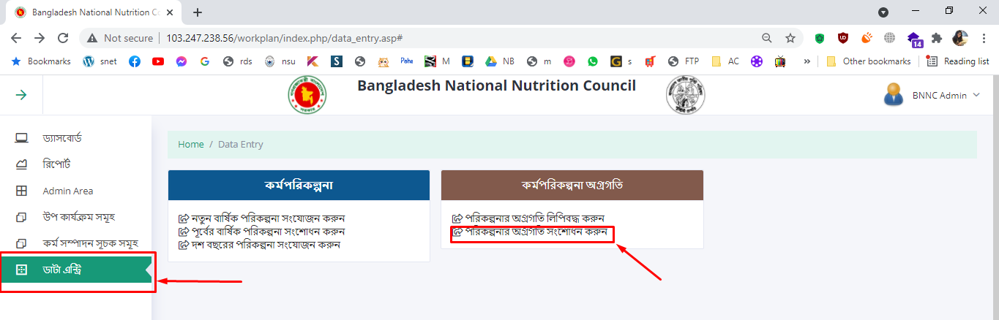 Bangladesh National Nutrition Co
Not secure | 103.247.238.56/workplan/index.php/data_entry.asp#
14
Bookmarks snet rds nsu Pathe M NB m s FTP AC » Other bookmarks Reading list
Bangladesh National Nutrition Council
BNNC Admin
ড্যাসবোর্ড
রিপোর্ট
Admin Area
উপ কার্যক্রম সমূহ
কর্ম সম্পাদন সূচক সমূহ
ডাটা এন্ট্রি
Home / Data Entry
কর্মপরিকল্পনা
নতুন বার্ষিক পরিকল্পনা সংযোজন করুন
পূর্বের বার্ষিক পরিকল্পনা সংশোধন করুন
দশ বছরের পরিকল্পনা সংযোজন করুন
কর্মপরিকল্পনা অগ্রগতি
পরিকল্পনার অগ্রগতি লিপিবদ্ধ করুন
পরিকল্পনার অগ্রগতি সংশোধন করুন